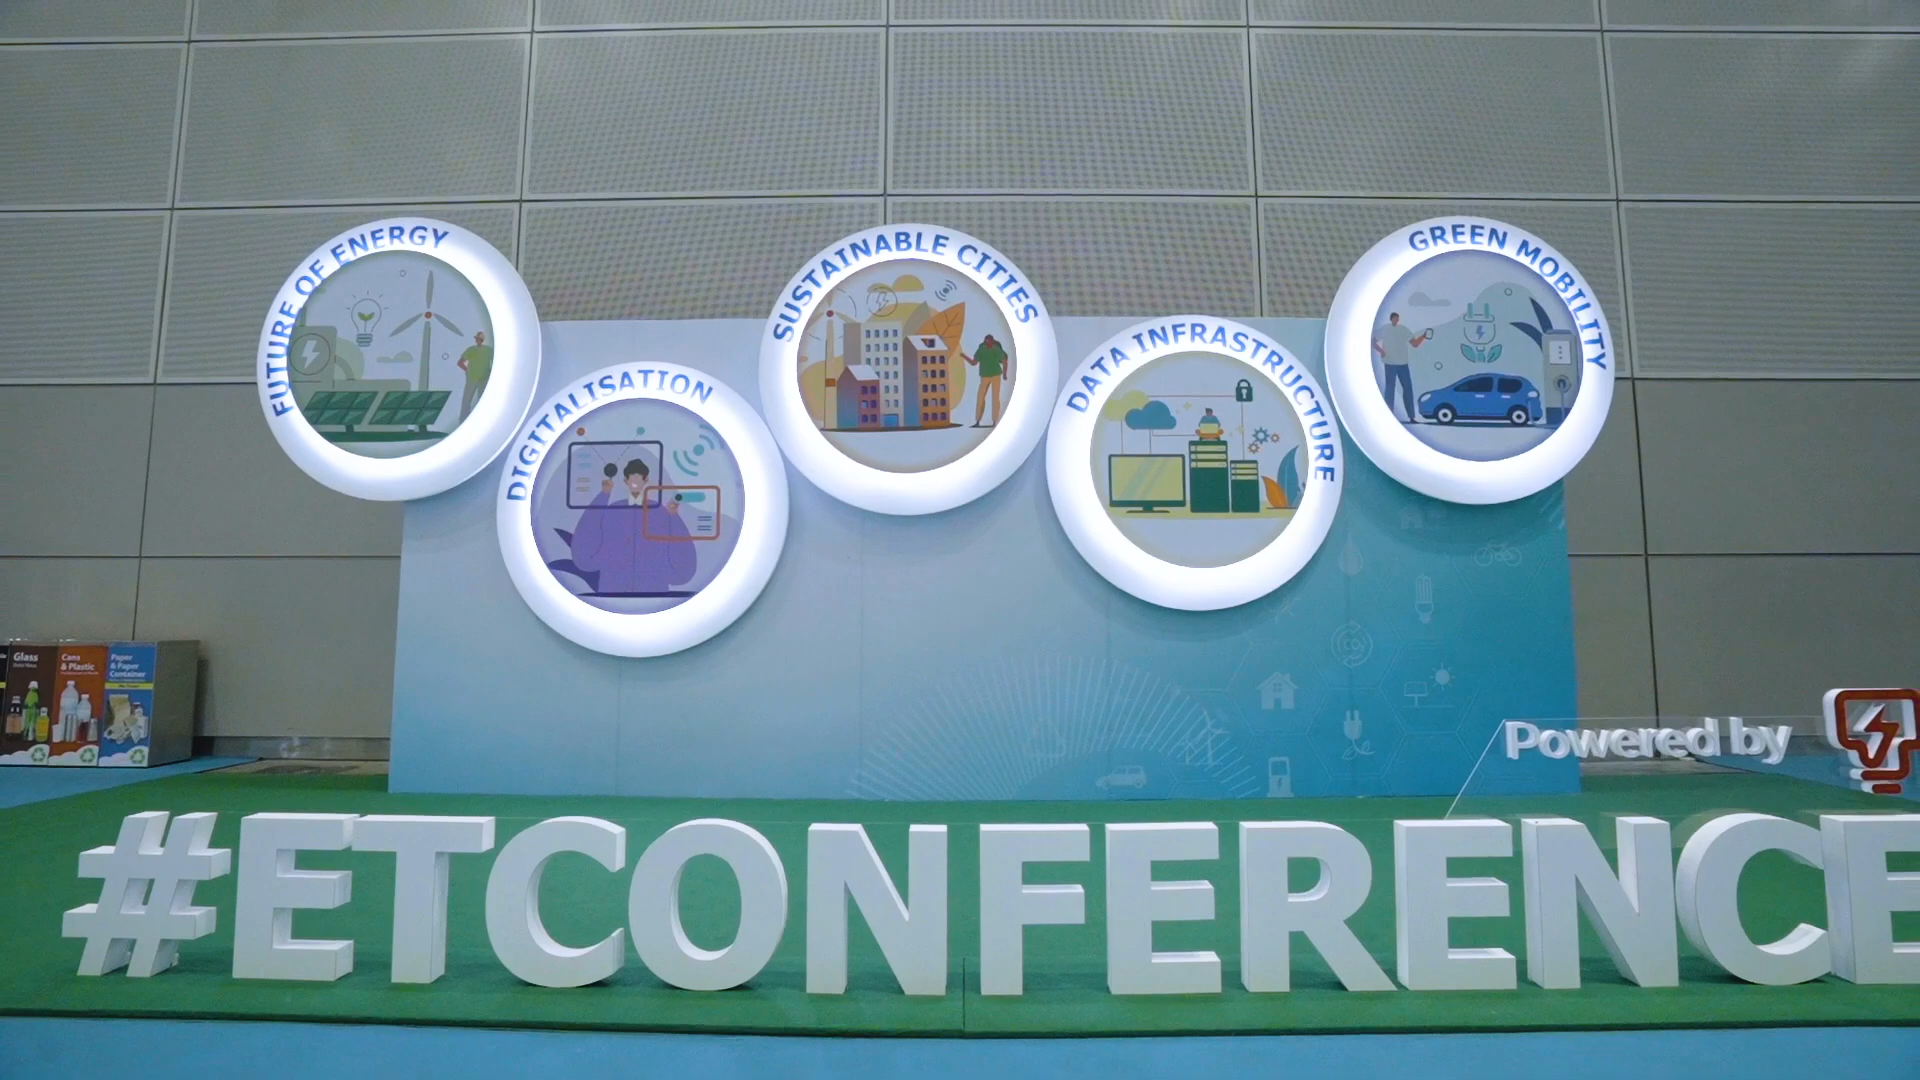 FUTURE OF ENERGY
DIGITALISATION
SUSTAINABLE CITIES
DATA INFRASTRUCTURE
GREEN MOBILITY
Glass
Cans
& Plastic
Paper
& Paper
Container
Powered by
#ETCONFERENCE